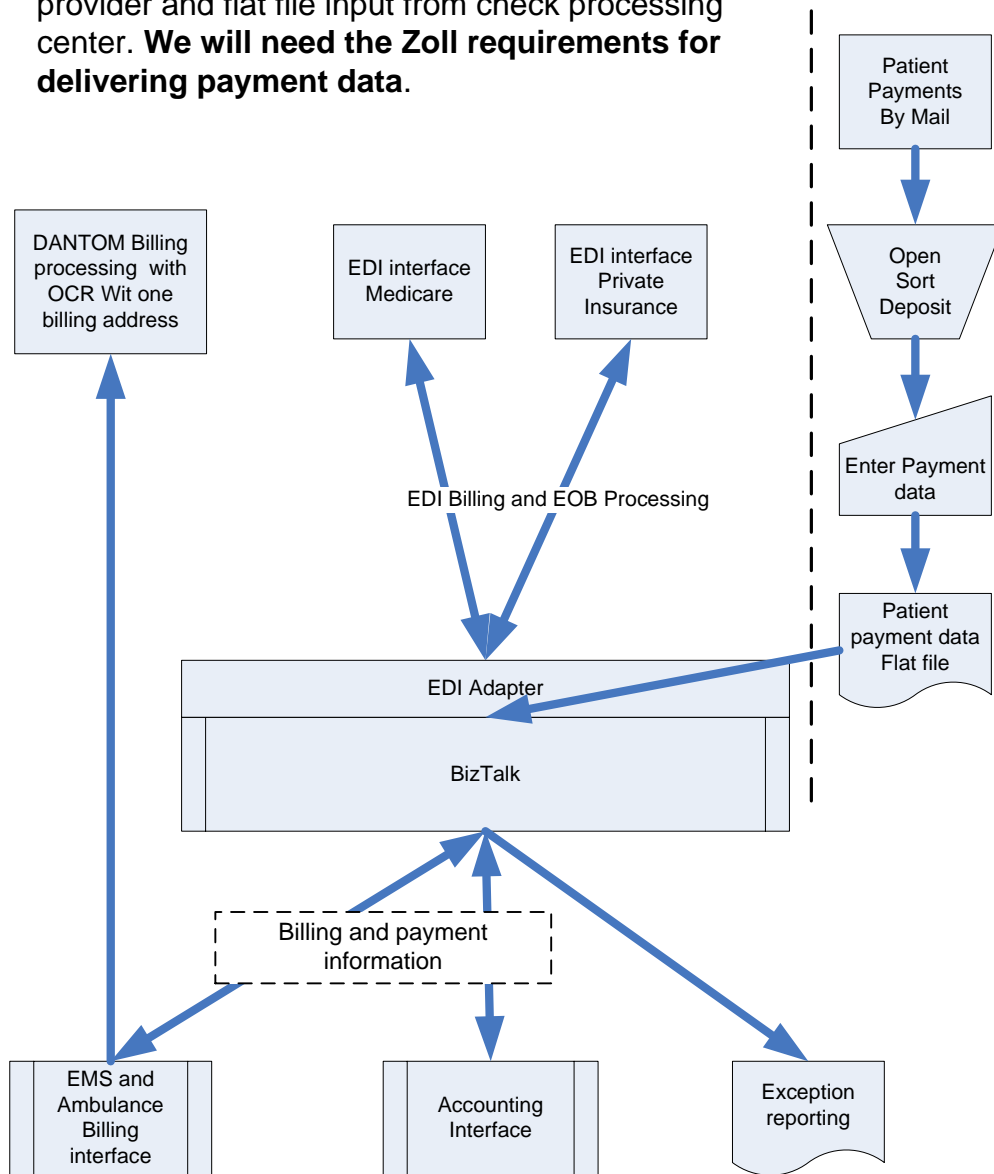 provider and flat file input from check processing
center. We will need the Zoll requirements for
delivering payment data.
Patient
Payments
By Mail
DANTOM Billing
processing with
OCR Wit one
billing address
EDI interface
Medicare
EDI interface
Private
Insurance
Open
Sort
Deposit
Enter Payment
data
EDI Billing and EOB Processing
Patient
payment data
Flat file
EDI Adapter
BizTalk
Billing and payment
information
EMS and
Ambulance
Billing
interface
Accounting
Interface
Exception
reporting